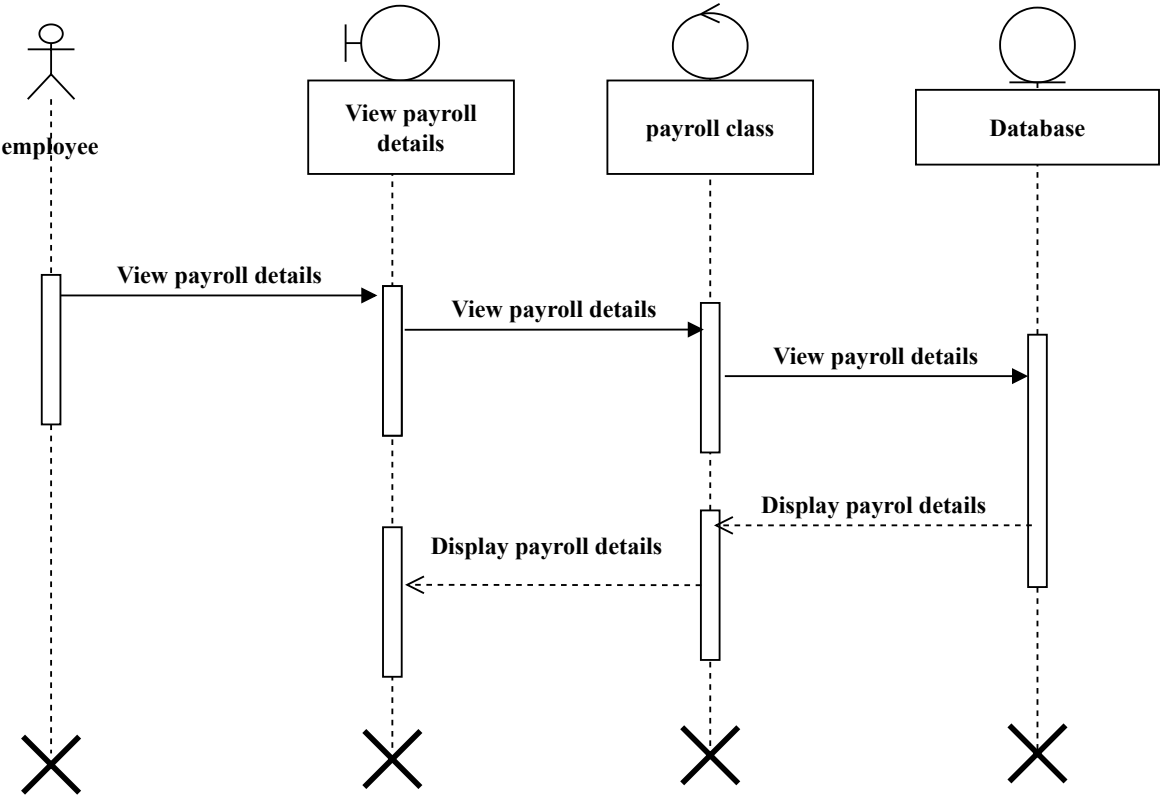 View payroll
details
payroll class
Database
employee
View payroll details
View payroll details
View payroll details
Display payrol details
Display payroll details